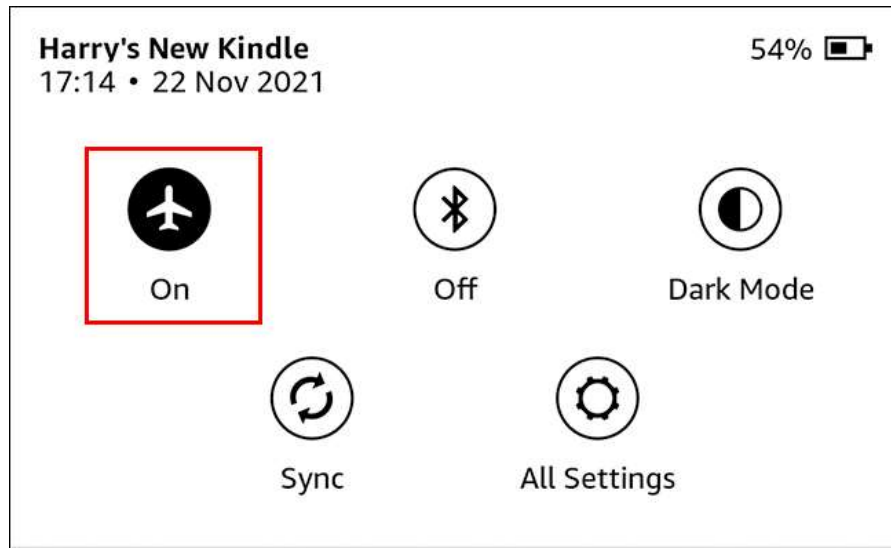 Harry's New Kindle
54%
17:14 • 22 Nov 2021
On
Off
Dark Mode
Sync
All Settings